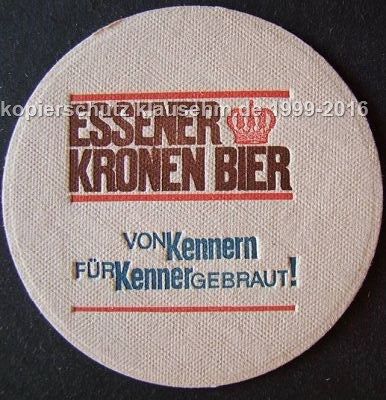 kopierschutz klausehm.de 1999-2016
ESSENER
KRONEN BIER
VON Kennern
FÜR Kenner GEBRAUT!